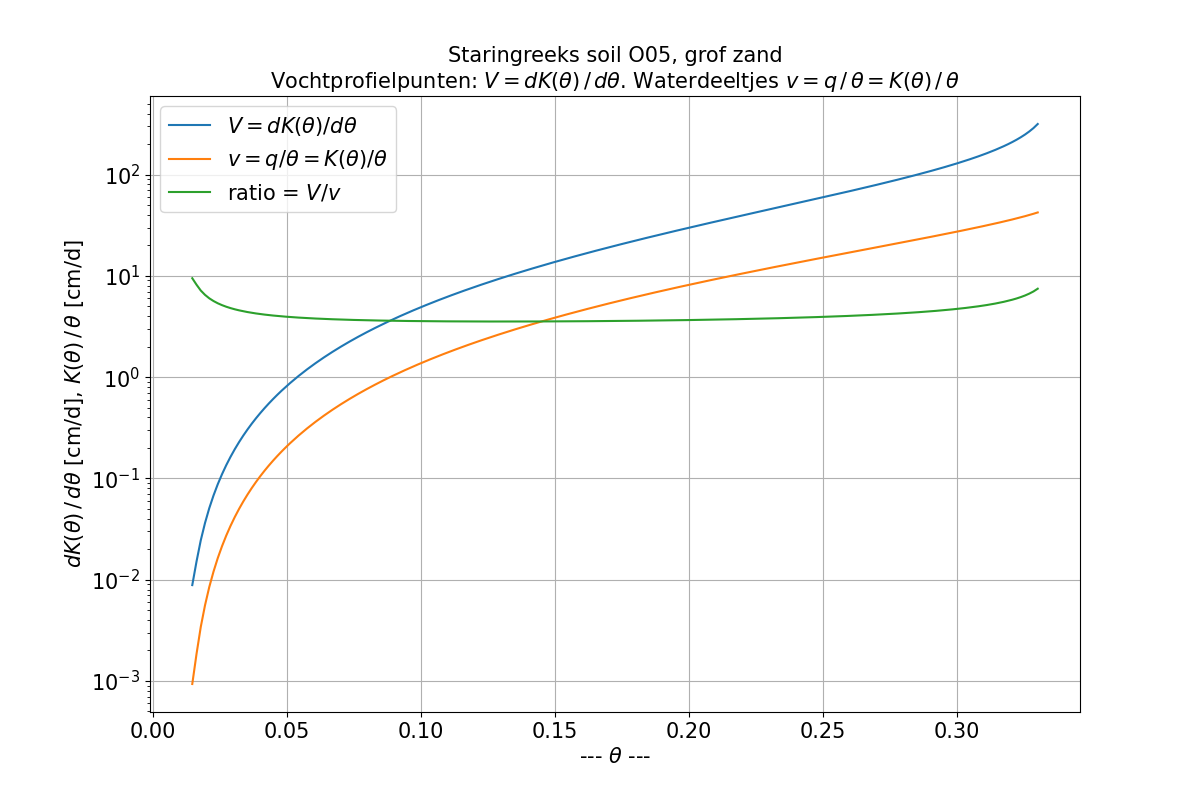 Staringreeks soil O05, grof zand
Vochtprofielpunten: V = dK(θ) / dθ. Waterdeeltjes v = q / θ = K(θ) / θ
V = dK(θ)/dθ
v = q/θ = K(θ)/θ
ratio = V/v
dK(θ) / dθ [cm/d], K(θ) / θ [cm/d]
10²
10¹
10⁰
10⁻¹
10⁻²
10⁻³
0.00 0.05 0.10 0.15 0.20 0.25 0.30
--- θ ---